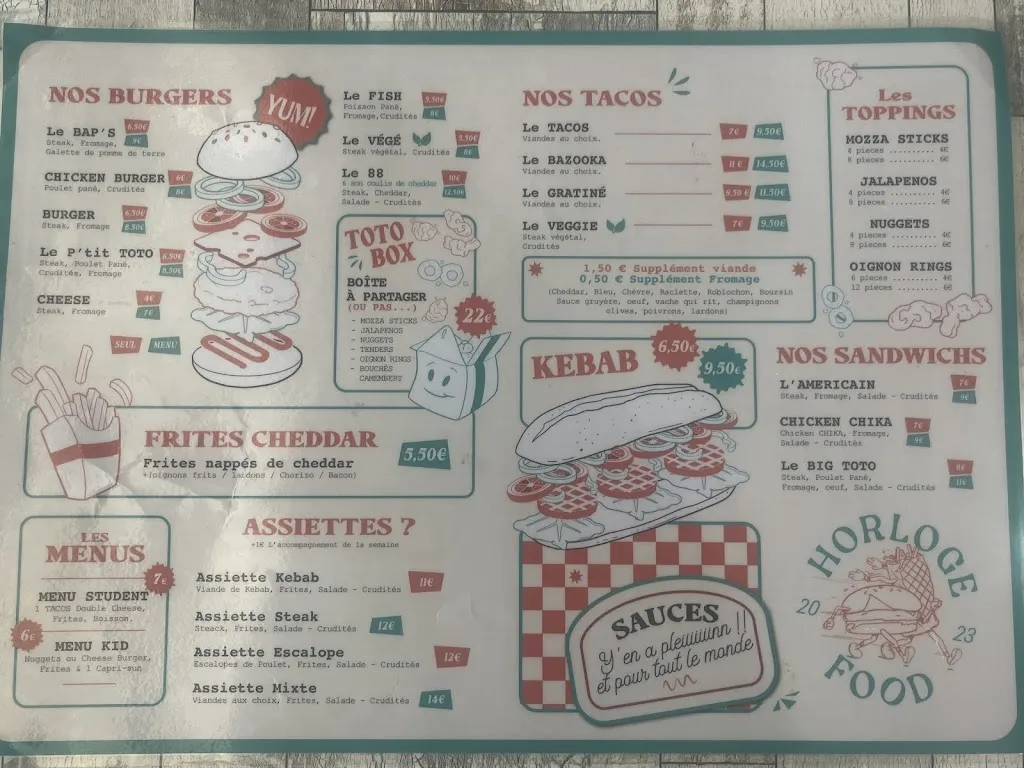 NOS BURGERS
YUM!
Le BAP'S 6,50€
Steak, Fromage, 9€
Galette de pomme de terre
CHICKEN BURGER 6€
Poulet pané, Crudités 8€
BURGER 6,50€
Steak, Fromage 8,50€
Le P'tit TOTO 6,50€
Steak, Poulet Pané, 8,50€
Crudités, Fromage
CHEESE 4€
Steak, Fromage 7€
SEUL MENU
Le FISH 5,50€
Poisson Pané, 8€
Fromage, Crudités
Le VÉGÉ 5,50€
Steak végétal, Crudités 8€
Le 88 10€
& son coulis de cheddar
Steak, Cheddar, 12,50€
Salade - Crudités
TOTO
BOX
BOÎTE
À PARTAGER
(OU PAS...)
22€
- MOZZA STICKS
- JALAPENOS
- NUGGETS
- TENDERS
- OIGNON RINGS
- BOUCHÉS
CAMEMBERT
FRITES CHEDDAR
Frites nappés de cheddar 5,50€
+(oignons frits / lardons / Chorizo / Bacon)
LES
MENUS
7€
MENU STUDENT
1 TACOS Double Cheese,
Frites, Boisson.
6€
MENU KID
Nuggets ou Cheese Burger,
Frites & 1 Capri-sun
ASSIETTES ?
+1€ L'accompagnement de la semaine
Assiette Kebab 11€
Viande de Kebab, Frites, Salade - Crudités
Assiette Steak 12€
Steack, Frites, Salade - Crudités
Assiette Escalope 12€
Escalopes de Poulet, Frites, Salade - Crudités
Assiette Mixte 14€
Viandes aux choix, Frites, Salade - Crudités
NOS TACOS
Le TACOS 7€ 9,50€
Viandes au choix.
Le BAZOOKA 11€ 14,50€
Viandes au choix.
Le GRATINÉ 9,50€ 11,50€
Viandes au choix.
Le VEGGIE 7€ 9,50€
Steak végétal,
Crudités
1,50 € Supplément viande
0,50 € Supplément Fromage
(Cheddar, Bleu, Chèvre, Raclette, Roblochon, Boursin
Sauce gruyère, oeuf, vache qui rit, champignons
olives, poivrons, lardons)
KEBAB
6,50€
9,50€
SAUCES
Y'en a pleiuiuiunn !!
et pour tout le monde
Les
TOPPINGS
MOZZA STICKS
4 pieces .......... 4€
8 pieces .......... 6€
JALAPENOS
4 pieces .......... 4€
8 pieces .......... 6€
NUGGETS
4 pieces .......... 4€
8 pieces .......... 6€
OIGNON RINGS
6 pieces .......... 4€
12 pieces ......... 6€
NOS SANDWICHS
L'AMERICAIN 7€
Steak, Fromage, Salade - Crudités 9€
CHICKEN CHIKA 7€
Chicken CHIKA, Fromage, 9€
Salade - Crudités
Le BIG TOTO 8€
Steak, Poulet Pané, 11€
Fromage, oeuf, Salade - Crudités
HORLOGE
20 23
FOOD